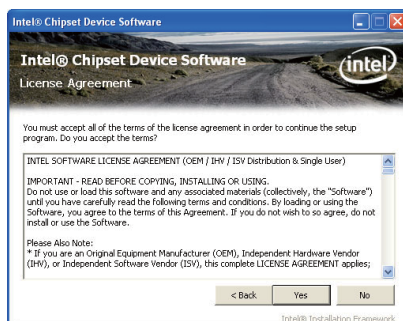 Intel® Chipset Device Software
Intel® Chipset Device Software
intel
License Agreement
You must accept all of the terms of the license agreement in order to continue the setup
program. Do you accept the terms?
INTEL SOFTWARE LICENSE AGREEMENT (OEM / IHV / ISV Distribution & Single User)
IMPORTANT - READ BEFORE COPYING, INSTALLING OR USING.
Do not use or load this software and any associated materials (collectively, the "Software")
until you have carefully read the following terms and conditions. By loading or using the
Software, you agree to the terms of this Agreement. If you do not wish to so agree, do not
install or use the Software.
Please Also Note:
* If you are an Original Equipment Manufacturer (OEM), Independent Hardware Vendor
(IHV), or Independent Software Vendor (ISV), this complete LICENSE AGREEMENT applies;
< Back Yes No
Intel® Installation Framework